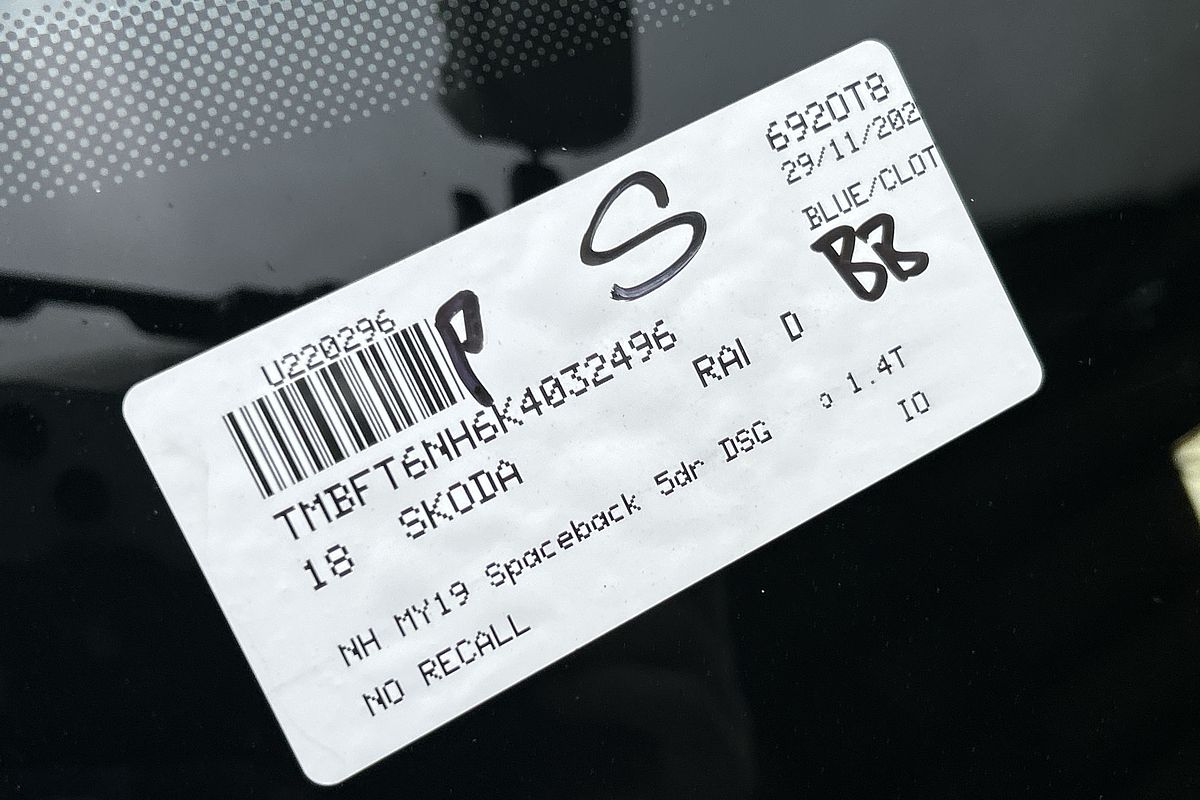 6920T8
29/11/202
BLUE/CLOT
BB
S
U220296
P
TMBFT6NH6K4032496
RAI D
18 SKODA
NH MY19 Spaceback 5dr DSG o 1.4T
NO RECALL
IO